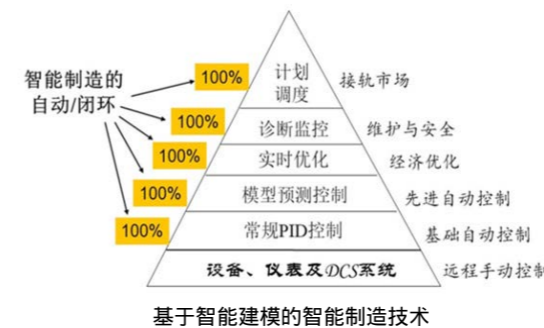 智能制造的
自动/闭环
100%
计划
调度
接轨市场
100%
诊断监控
维护与安全
100%
实时优化
经济优化
100%
模型预测控制
先进自动控制
100%
常规PID控制
基础自动控制
设备、仪表及DCS系统
远程手动控制
基于智能建模的智能制造技术